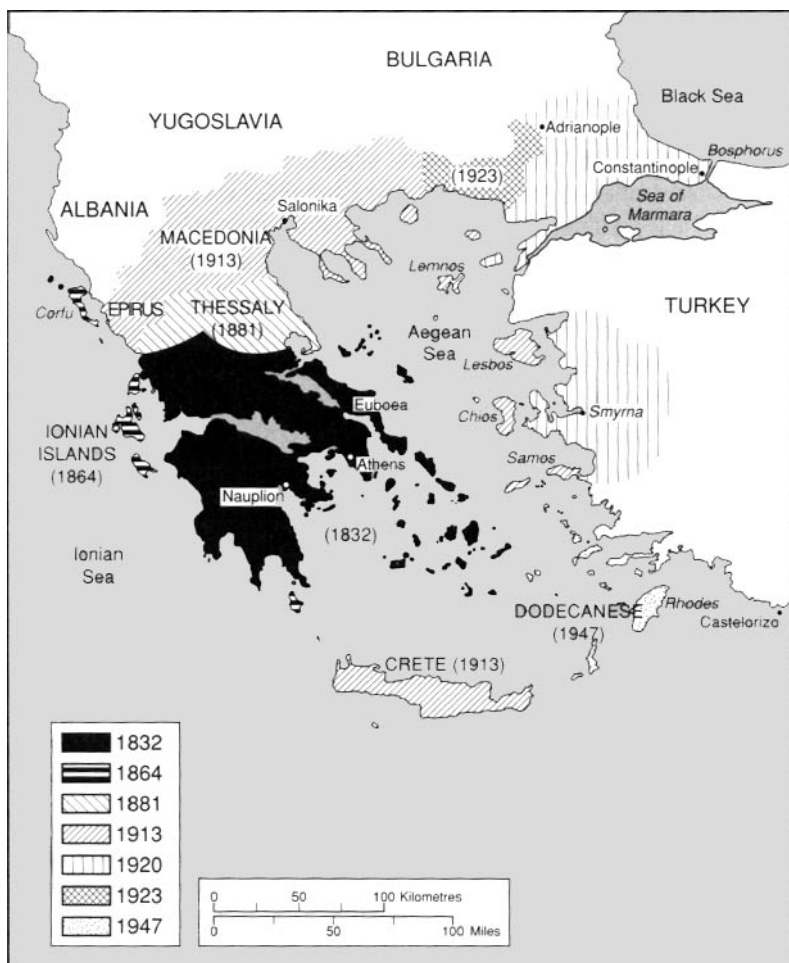 BULGARIA
Black Sea
YUGOSLAVIA
Adrianople
Bosphorus
(1923)
Constantinople
Sea of
Marmara
ALBANIA
Salonika
MACEDONIA
(1913)
Lemnos
TURKEY
Corfu
EPIRUS
THESSALY
(1881)
Aegean
Sea
Lesbos
Euboea
Chios
Smyrna
IONIAN
ISLANDS
(1864)
Athens
Samos
Nauplion
(1832)
Ionian
Sea
DODECANESE
(1947)
Rhodes
Castelorizo
CRETE (1913)
1832
1864
1881
1913
1920
1923
1947
0 50 100 Kilometres
0 50 100 Miles